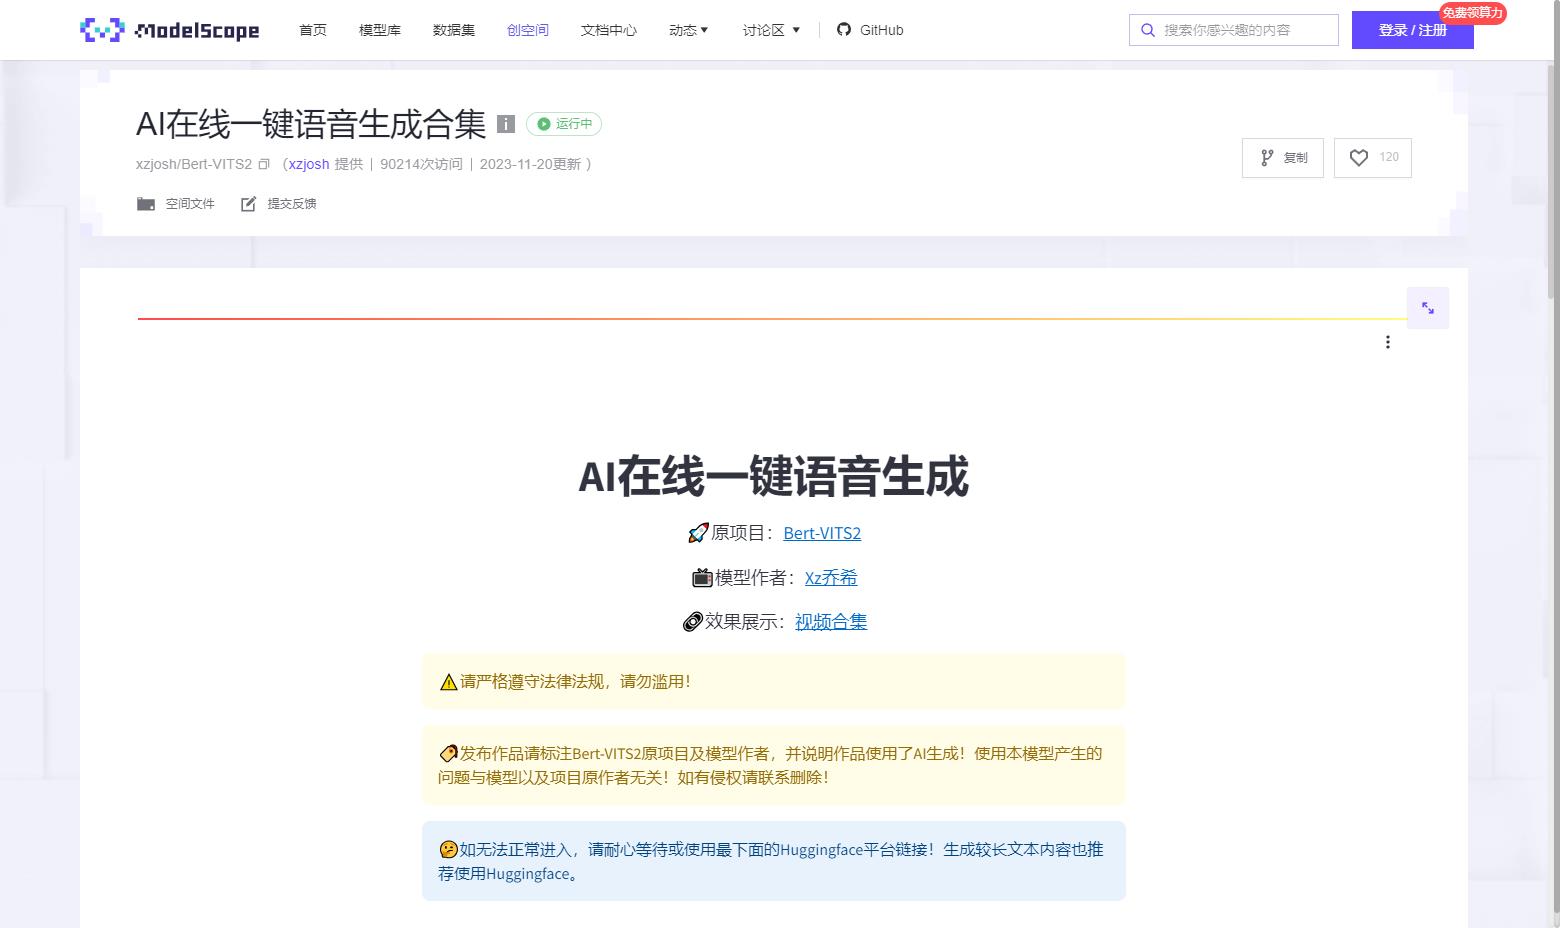 ModelScope 首页 模型库 数据集 创空间 文档中心 动态▼ 讨论区 ▼ GitHub 搜索你感兴趣的内容 登录 / 注册 免费领算力
AI在线一键语音生成合集 i 运行中
xzjosh/Bert-VITS2 （xzjosh 提供 | 90214次访问 | 2023-11-20更新 ）
复制 120
空间文件 提交反馈
AI在线一键语音生成
🚀原项目：Bert-VITS2
📺模型作者：Xz乔希
🔗效果展示：视频合集
⚠️请严格遵守法律法规，请勿滥用！
🏷️发布作品请标注Bert-VITS2原项目及模型作者，并说明作品使用了AI生成！使用本模型产生的
问题与模型以及项目原作者无关！如有侵权请联系删除！
🤔如无法正常进入，请耐心等待或使用最下面的Huggingface平台链接！生成较长文本内容也推
荐使用Huggingface。